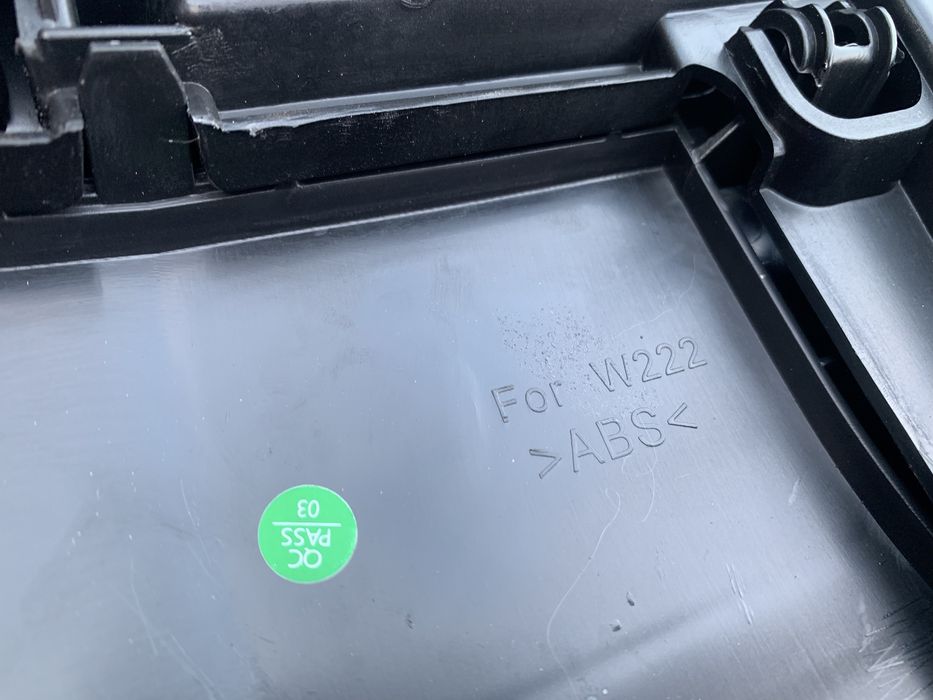 For W222
>ABS<
QC
PASS
03